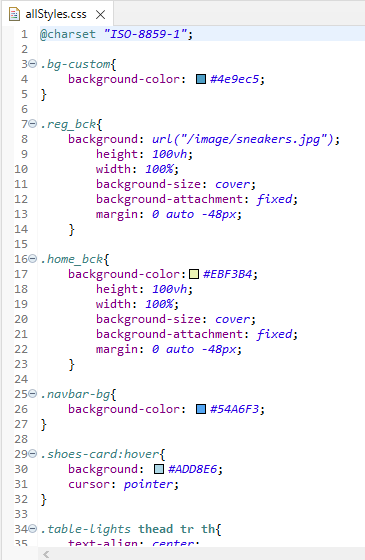 allStyles.css
1 @charset "ISO-8859-1";
2
3 .bg-custom{
4 background-color: #4e9ec5;
5 }
6
7 .reg_bck{
8 background: url("/image/sneakers.jpg");
9 height: 100vh;
10 width: 100%;
11 background-size: cover;
12 background-attachment: fixed;
13 margin: 0 auto -48px;
14 }
15
16 .home_bck{
17 background-color: #EBF3B4;
18 height: 100vh;
19 width: 100%;
20 background-size: cover;
21 background-attachment: fixed;
22 margin: 0 auto -48px;
23 }
24
25 .navbar-bg{
26 background-color: #54A6F3;
27 }
28
29 .shoes-card:hover{
30 background: #ADD8E6;
31 cursor: pointer;
32 }
33
34 .table-lights thead tr th{
35 text-align: center;